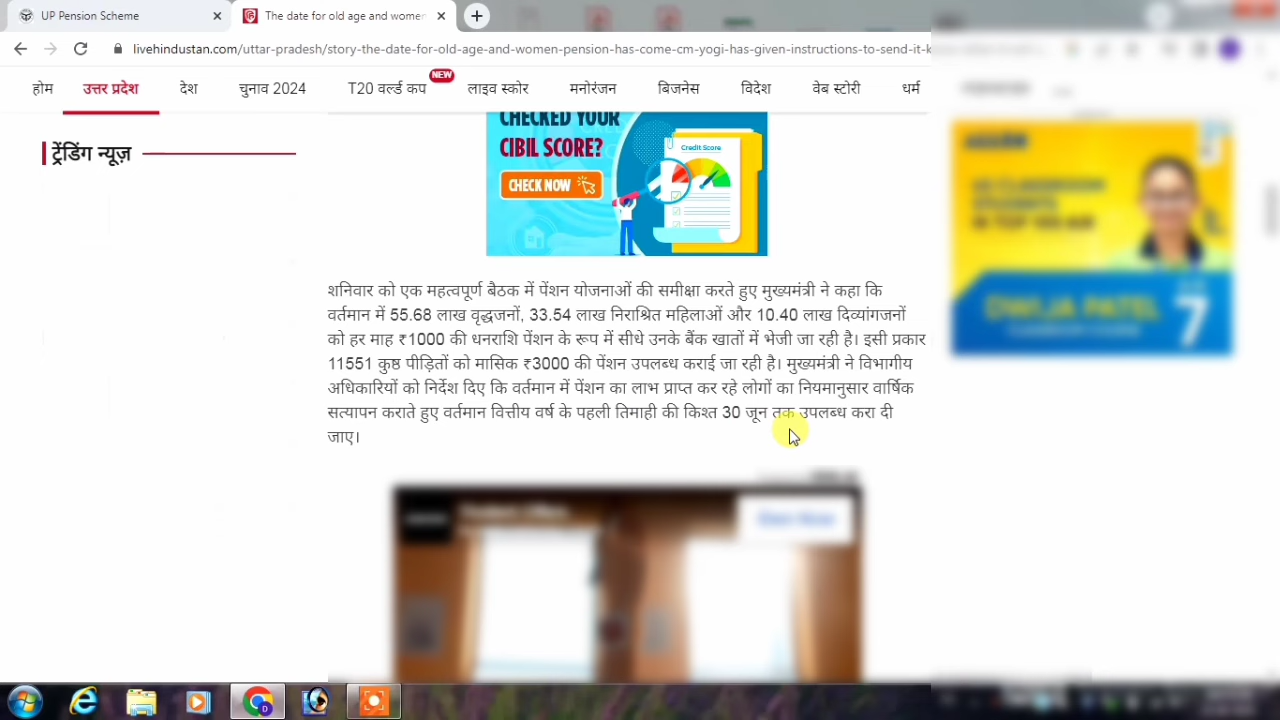 UP Pension Scheme
The date for old age and women
livehindustan.com/uttar-pradesh/story-the-date-for-old-age-and-women-pension-has-come-cm-yogi-has-given-instructions-to-send-it-k
होम उत्तर प्रदेश देश चुनाव 2024 T20 वर्ल्ड कप NEW लाइव स्कोर मनोरंजन बिजनेस विदेश वेब स्टोरी धर्म
ट्रेंडिंग न्यूज़
CHECKED YOUR
CIBIL SCORE?
CHECK NOW
Credit Score
शनिवार को एक महत्वपूर्ण बैठक में पेंशन योजनाओं की समीक्षा करते हुए मुख्यमंत्री ने कहा कि
वर्तमान में 55.68 लाख वृद्धजनों, 33.54 लाख निराश्रित महिलाओं और 10.40 लाख दिव्यांगजनों
को हर माह ₹1000 की धनराशि पेंशन के रूप में सीधे उनके बैंक खातों में भेजी जा रही है। इसी प्रकार
11551 कुष्ठ पीड़ितों को मासिक ₹3000 की पेंशन उपलब्ध कराई जा रही है। मुख्यमंत्री ने विभागीय
अधिकारियों को निर्देश दिए कि वर्तमान में पेंशन का लाभ प्राप्त कर रहे लोगों का नियमानुसार वार्षिक
सत्यापन कराते हुए वर्तमान वित्तीय वर्ष के पहली तिमाही की किश्त 30 जून तक उपलब्ध करा दी
जाए।
DWIJA PATEL
7